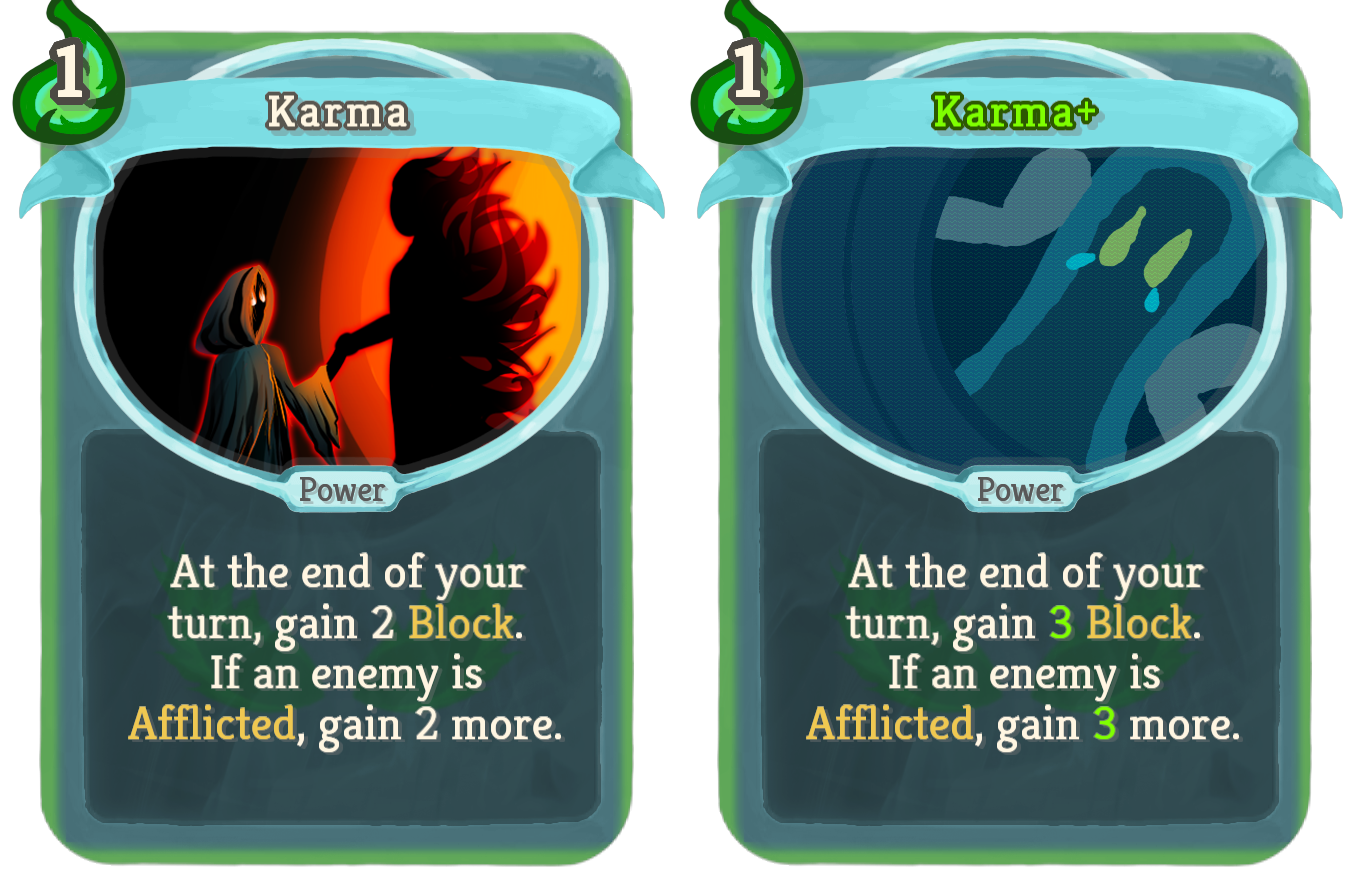 1
Karma
Power
At the end of your
turn, gain 2 Block.
If an enemy is
Afflicted, gain 2 more.
1
Karma+
Power
At the end of your
turn, gain 3 Block.
If an enemy is
Afflicted, gain 3 more.